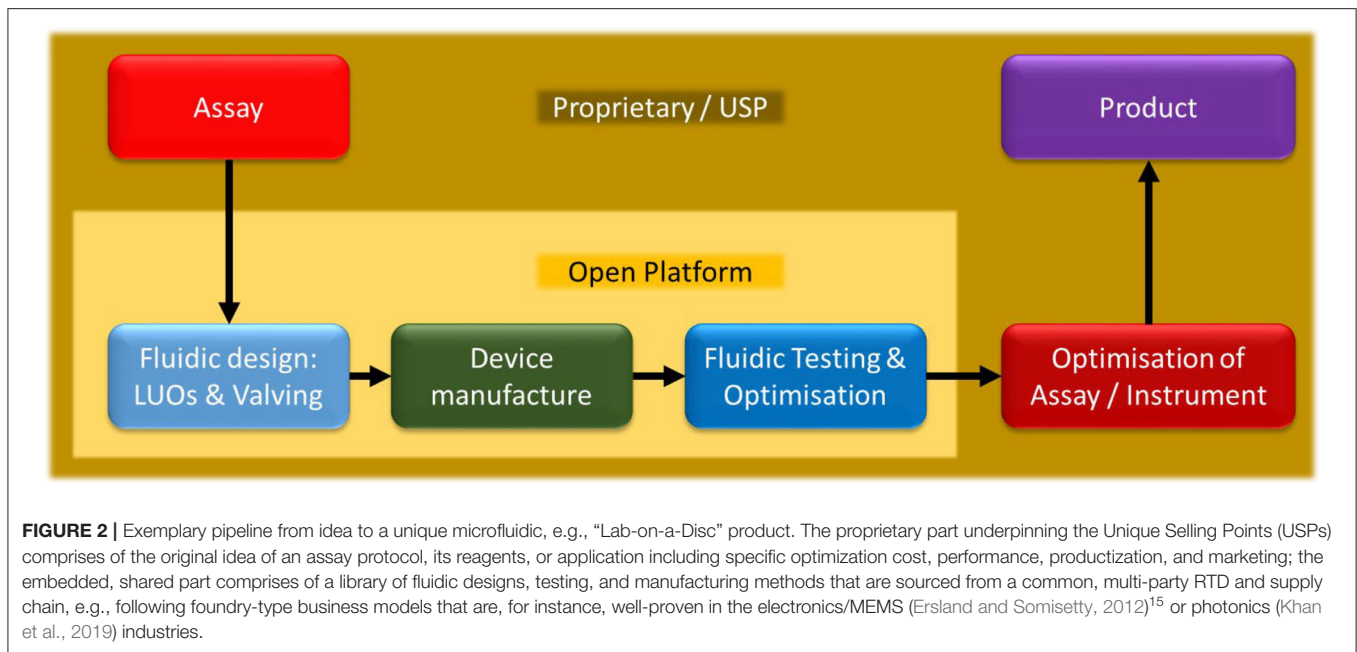 Assay
Proprietary / USP
Product
Open Platform
Fluidic design:
LUOs & Valving
Device
manufacture
Fluidic Testing &
Optimisation
Optimisation of
Assay / Instrument
FIGURE 2 | Exemplary pipeline from idea to a unique microfluidic, e.g., “Lab-on-a-Disc” product. The proprietary part underpinning the Unique Selling Points (USPs)
comprises of the original idea of an assay protocol, its reagents, or application including specific optimization cost, performance, productization, and marketing; the
embedded, shared part comprises of a library of fluidic designs, testing, and manufacturing methods that are sourced from a common, multi-party RTD and supply
chain, e.g., following foundry-type business models that are, for instance, well-proven in the electronics/MEMS (Ersland and Somisetty, 2012)15 or photonics (Khan
et al., 2019) industries.